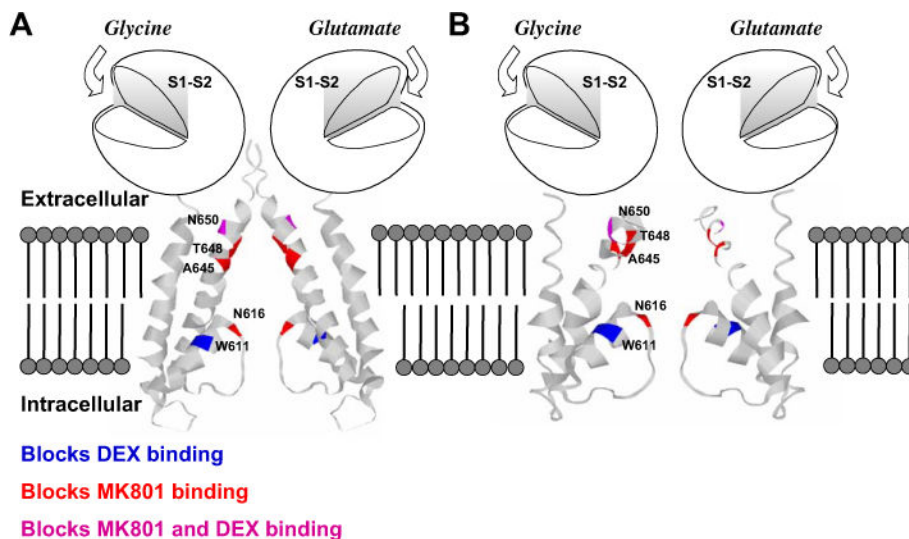 A
Glycine
Glutamate
S1-S2
S1-S2
Extracellular
N650
T648
A645
N616
W611
Intracellular
B
Glycine
Glutamate
S1-S2
S1-S2
N650
T648
A645
N616
W611
Blocks DEX binding
Blocks MK801 binding
Blocks MK801 and DEX binding